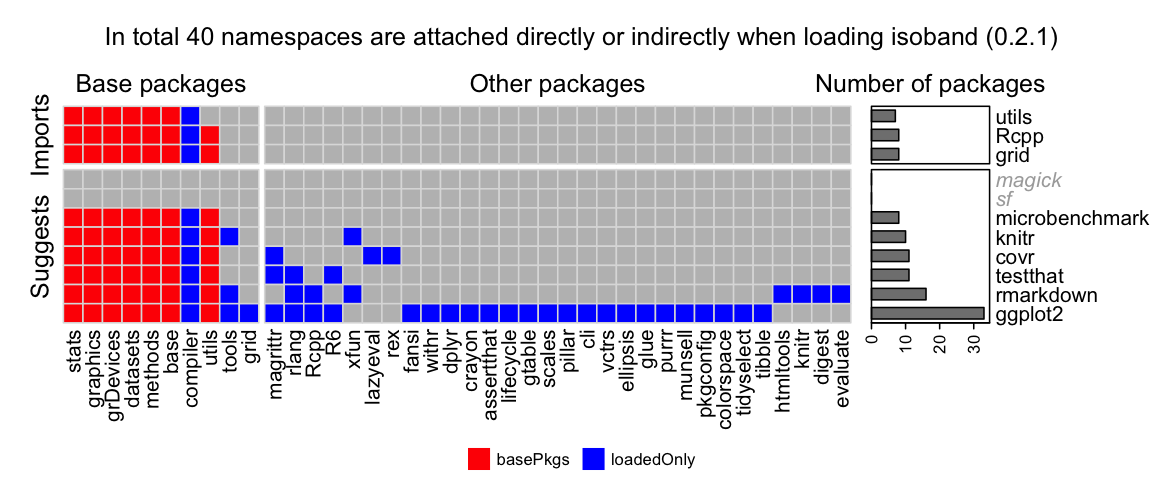 In total 40 namespaces are attached directly or indirectly when loading isoband (0.2.1)
Base packages
Other packages
Number of packages
Imports
Suggests
utils
Rcpp
grid
magick
sf
microbenchmark
knitr
covr
testthat
rmarkdown
ggplot2
0
10
20
30
stats
graphics
grDevices
datasets
methods
base
compiler
utils
tools
grid
magrittr
rlang
Rcpp
R6
xfun
lazyeval
rex
fansi
withr
dplyr
crayon
assertthat
lifecycle
gtable
scales
pillar
cli
vctrs
ellipsis
glue
purrr
munsell
pkgconfig
colorspace
tidyselect
tibble
htmltools
knitr
digest
evaluate
basePkgs
loadedOnly